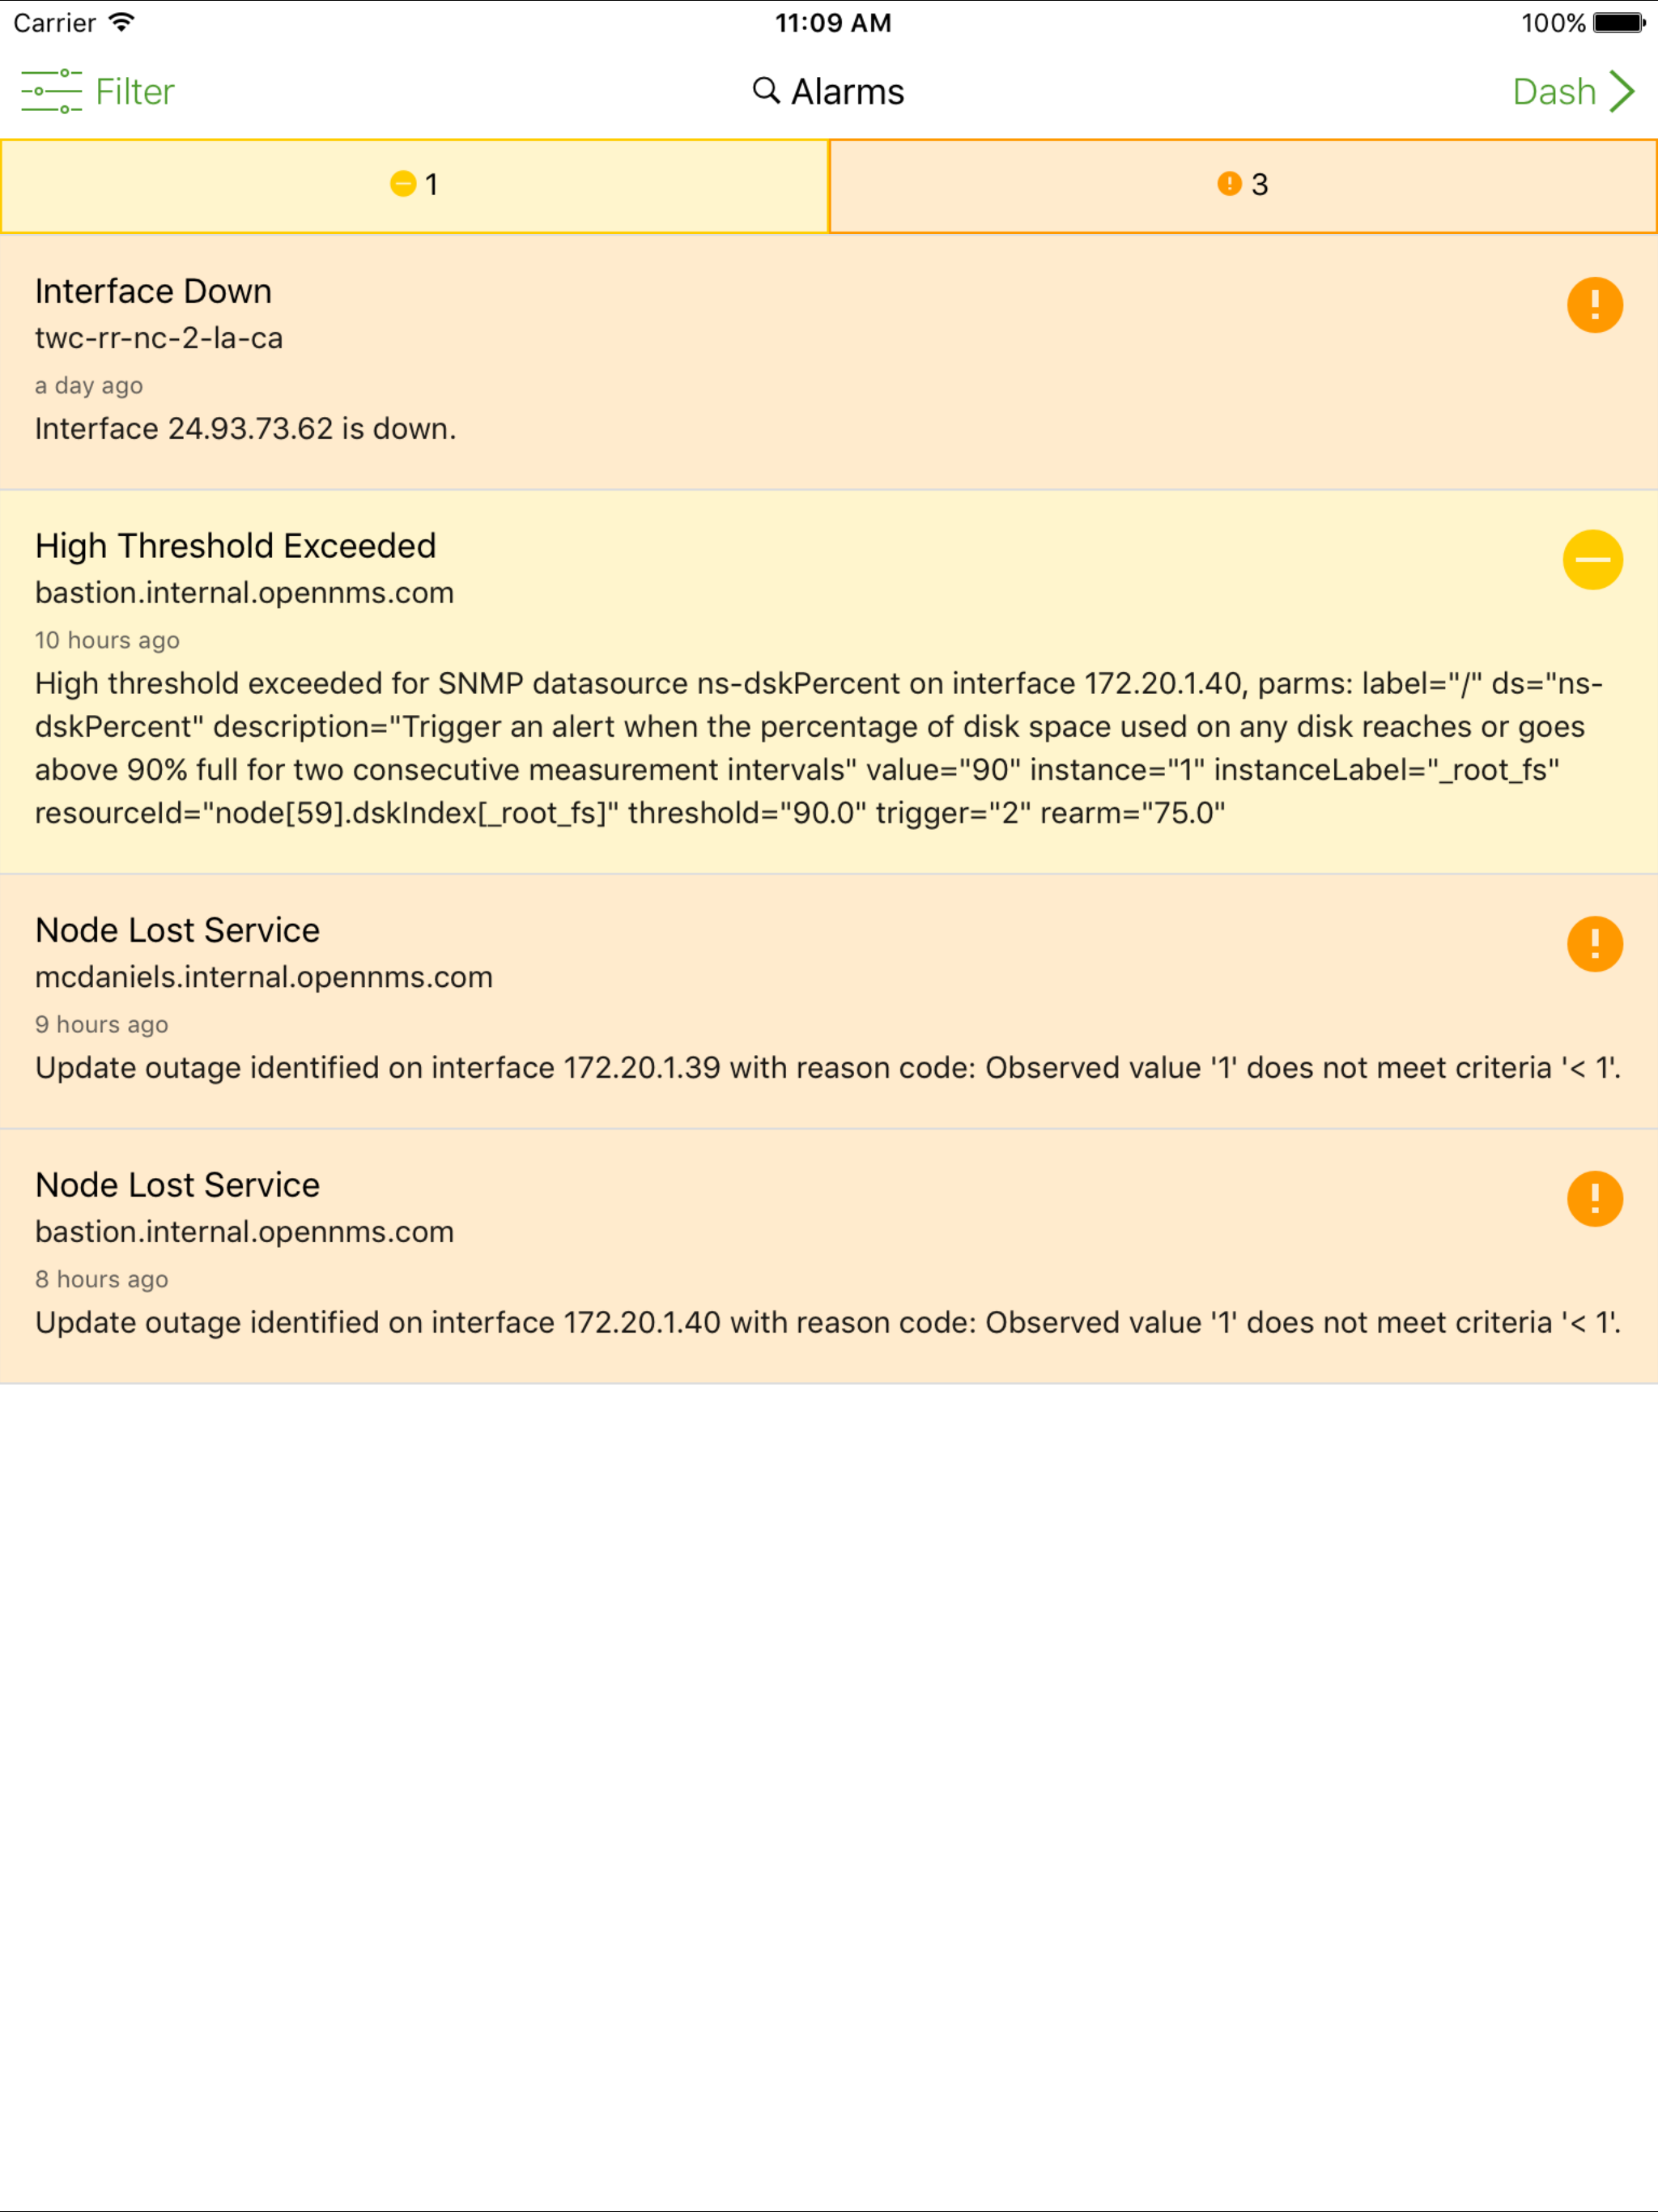 Carrier 11:09 AM 100%
Filter Alarms Dash
1 3
Interface Down
twc-rr-nc-2-la-ca
a day ago
Interface 24.93.73.62 is down.
High Threshold Exceeded
bastion.internal.opennms.com
10 hours ago
High threshold exceeded for SNMP datasource ns-dskPercent on interface 172.20.1.40, parms: label="/" ds="ns-
dskPercent" description="Trigger an alert when the percentage of disk space used on any disk reaches or goes
above 90% full for two consecutive measurement intervals" value="90" instance="1" instanceLabel="_root_fs"
resourceId="node[59].dskIndex[_root_fs]" threshold="90.0" trigger="2" rearm="75.0"
Node Lost Service
mcdaniels.internal.opennms.com
9 hours ago
Update outage identified on interface 172.20.1.39 with reason code: Observed value '1' does not meet criteria '< 1'.
Node Lost Service
bastion.internal.opennms.com
8 hours ago
Update outage identified on interface 172.20.1.40 with reason code: Observed value '1' does not meet criteria '< 1'.